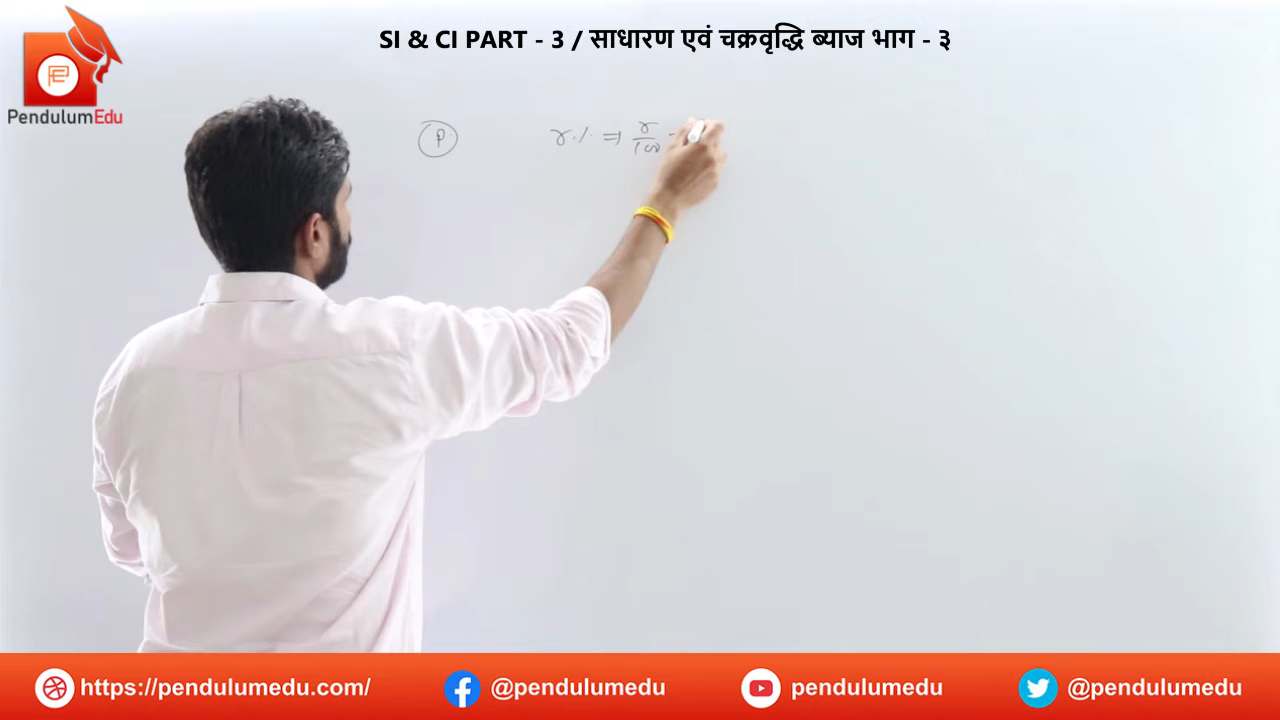 SI & CI PART - 3 / साधारण एवं चक्रवृद्धि ब्याज भाग - ३
PendulumEdu
P r.% ⇒ r/100
https://pendulumedu.com/ @pendulumedu pendulumedu @pendulumedu